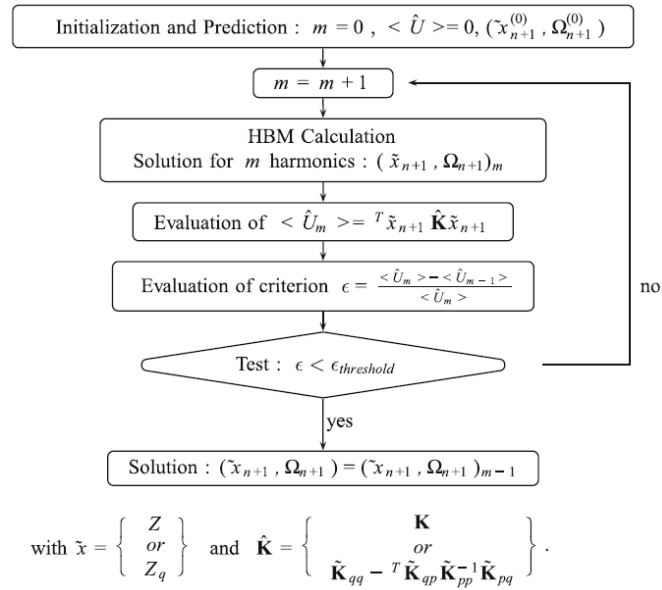 Initialization and Prediction : m = 0 , < Û >= 0, (x̃⁽⁰⁾ₙ₊₁ , Ω⁽⁰⁾ₙ₊₁ )
m = m + 1
HBM Calculation
Solution for m harmonics : ( x̃ₙ₊₁ , Ωₙ₊₁)ₘ
Evaluation of < Ûₘ >= ᵀx̃ₙ₊₁ K̂x̃ₙ₊₁
Evaluation of criterion ϵ = (< Ûₘ > − < Ûₘ₋₁ >) / (< Ûₘ >)
no
Test : ϵ < ϵ_threshold
yes
Solution : (x̃ₙ₊₁ , Ωₙ₊₁ ) = (x̃ₙ₊₁ , Ωₙ₊₁ )ₘ₋₁
with x̃ = { Z or Z_q } and K̂ = { K or K̃_qq − ᵀK̃_qp K̃_pp⁻¹ K̃_pq } .